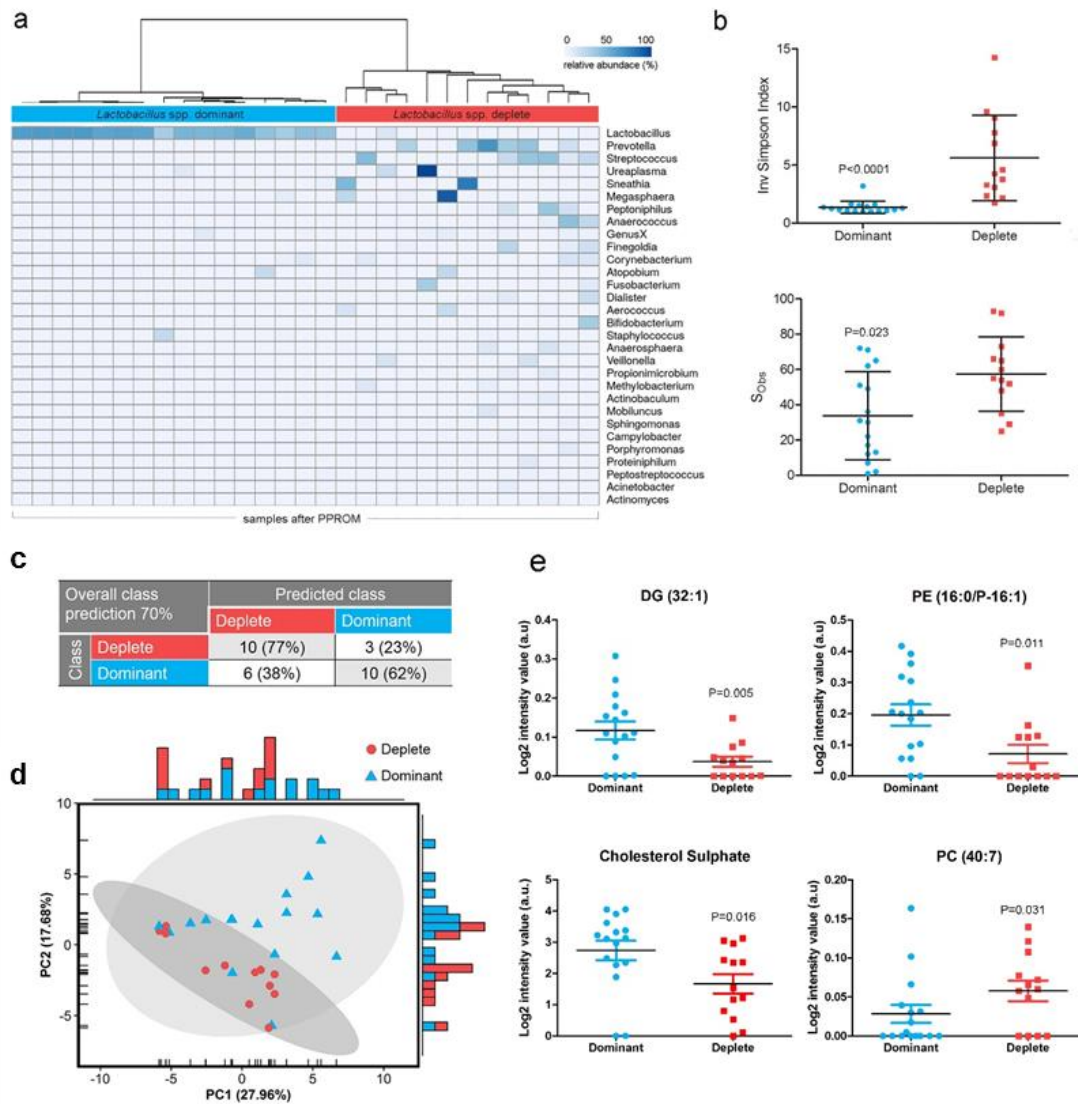 a
0 50 100
relative abundace (%)
Lactobacillus spp. dominant
Lactobacillus spp. deplete
Lactobacillus
Prevotella
Streptococcus
Ureaplasma
Sneathia
Megasphaera
Peptoniphilus
Anaerococcus
GenusX
Finegoldia
Corynebacterium
Atopobium
Fusobacterium
Dialister
Aerococcus
Bifidobacterium
Staphylococcus
Anaerosphaera
Veillonella
Propionimicrobium
Methylobacterium
Actinobaculum
Mobiluncus
Sphingomonas
Campylobacter
Porphyromonas
Proteiniphilum
Peptostreptococcus
Acinetobacter
Actinomyces
samples after PPROM
b
Inv Simpson Index
15
10
5
0
P<0.0001
Dominant Deplete
SObs
100
80
60
40
20
0
P=0.023
Dominant Deplete
c
Overall class prediction 70%
Predicted class
Deplete Dominant
Class
Deplete 10 (77%) 3 (23%)
Dominant 6 (38%) 10 (62%)
d
Deplete
Dominant
PC2 (17.68%)
10
5
0
-5
-10 -5 0 5 10
PC1 (27.96%)
e
DG (32:1)
Log2 intensity value (a.u)
0.4
0.3
0.2
0.1
0.0
P=0.005
Dominant Deplete
PE (16:0/P-16:1)
Log2 intensity value (a.u)
0.5
0.4
0.3
0.2
0.1
0.0
P=0.011
Dominant Deplete
Cholesterol Sulphate
Log2 intensity value (a.u.)
5
4
3
2
1
0
P=0.016
Dominant Deplete
PC (40:7)
Log2 intensity value (a.u)
0.20
0.15
0.10
0.05
0.00
P=0.031
Dominant Deplete